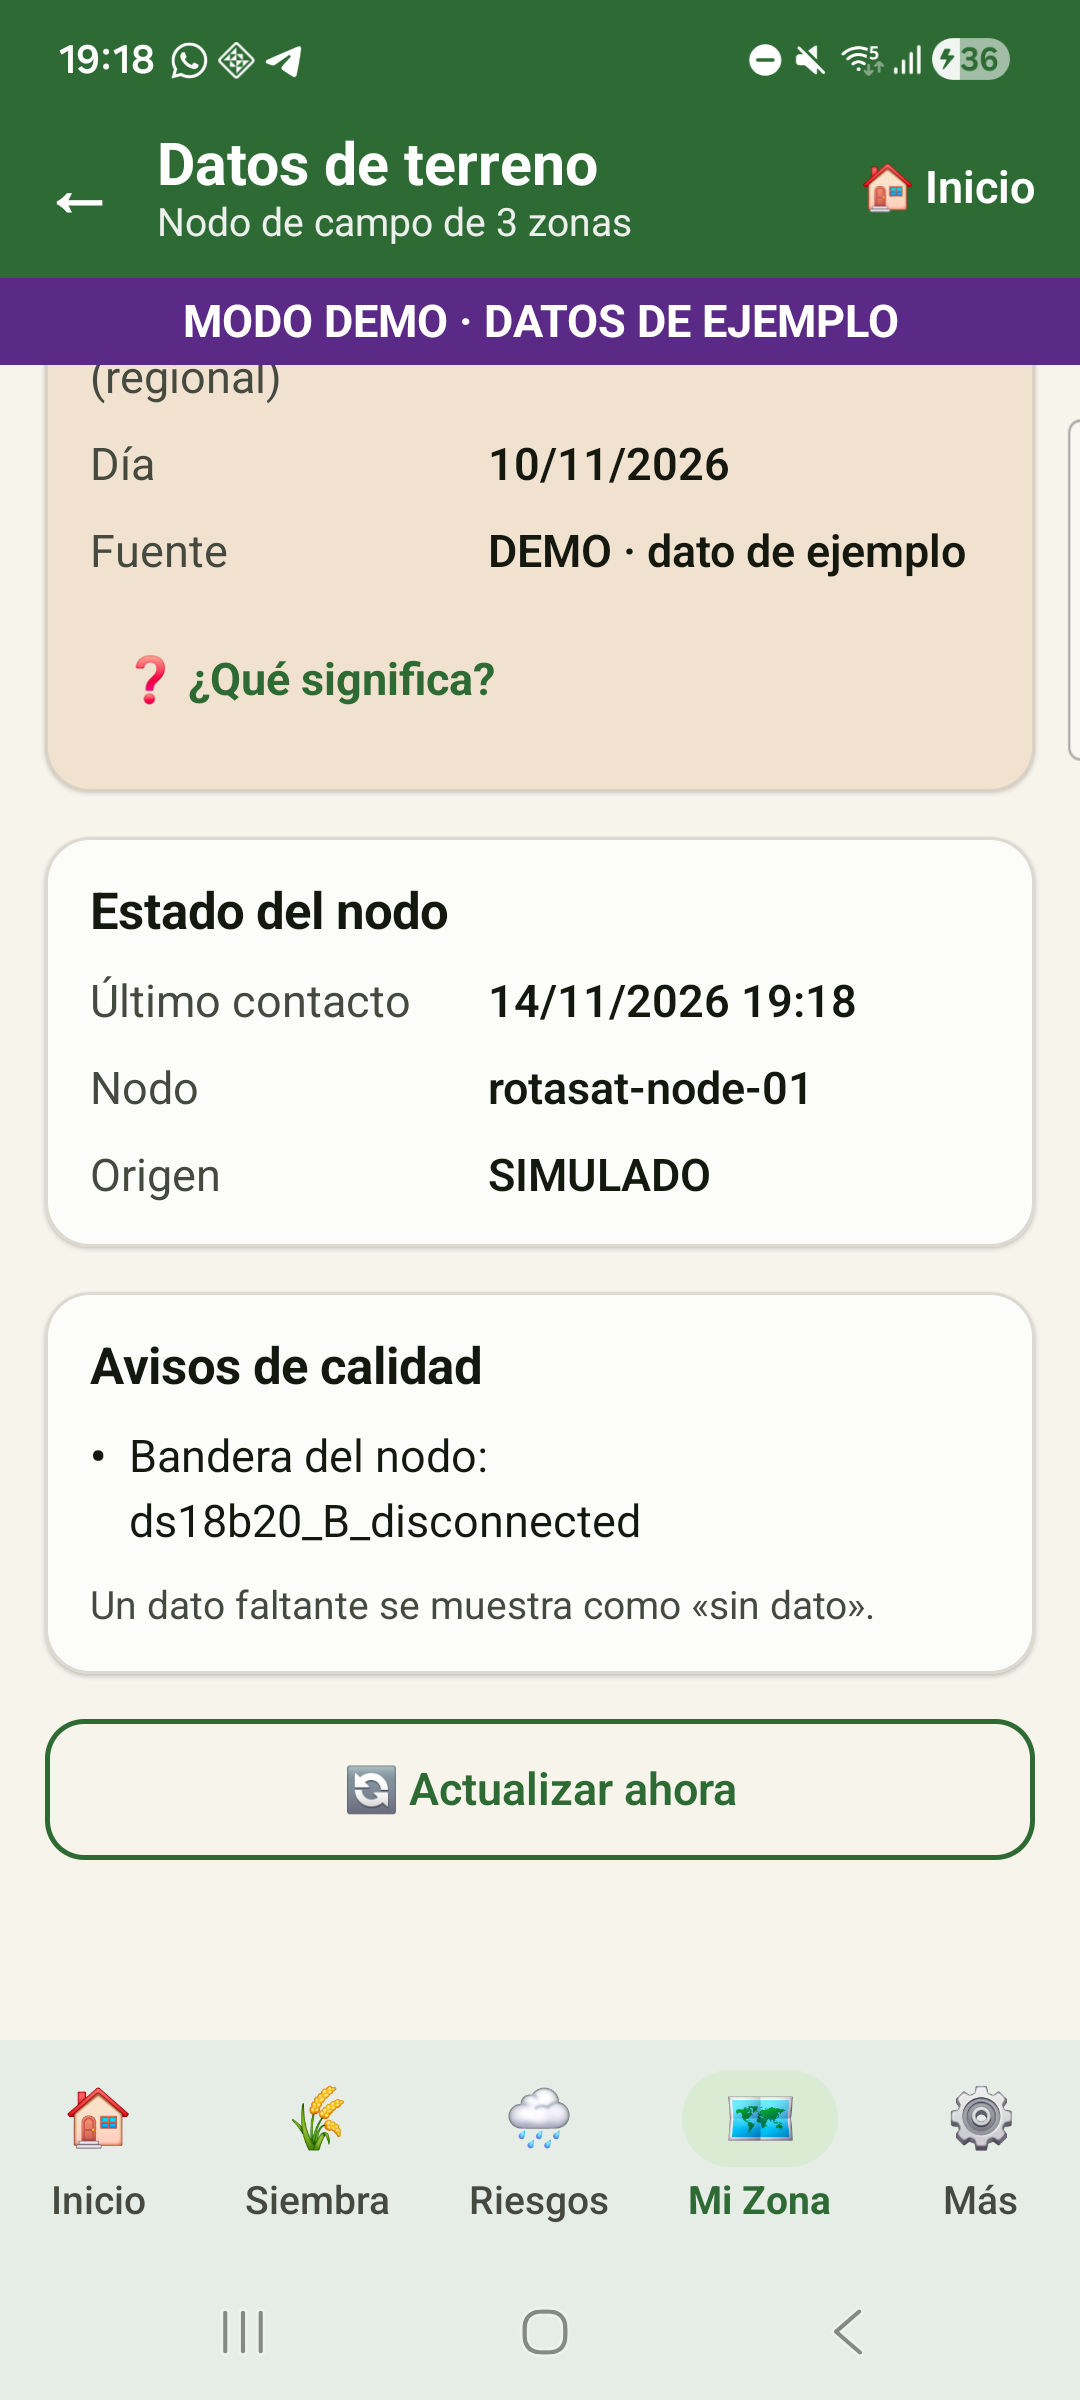 19:18
5
36
Datos de terreno
Nodo de campo de 3 zonas
← 🏠 Inicio
MODO DEMO · DATOS DE EJEMPLO
(regional)
Día 10/11/2026
Fuente DEMO · dato de ejemplo
❓ ¿Qué significa?
Estado del nodo
Último contacto 14/11/2026 19:18
Nodo rotasat-node-01
Origen SIMULADO
Avisos de calidad
• Bandera del nodo:
ds18b20_B_disconnected
Un dato faltante se muestra como «sin dato».
🔄 Actualizar ahora
Inicio Siembra Riesgos Mi Zona Más